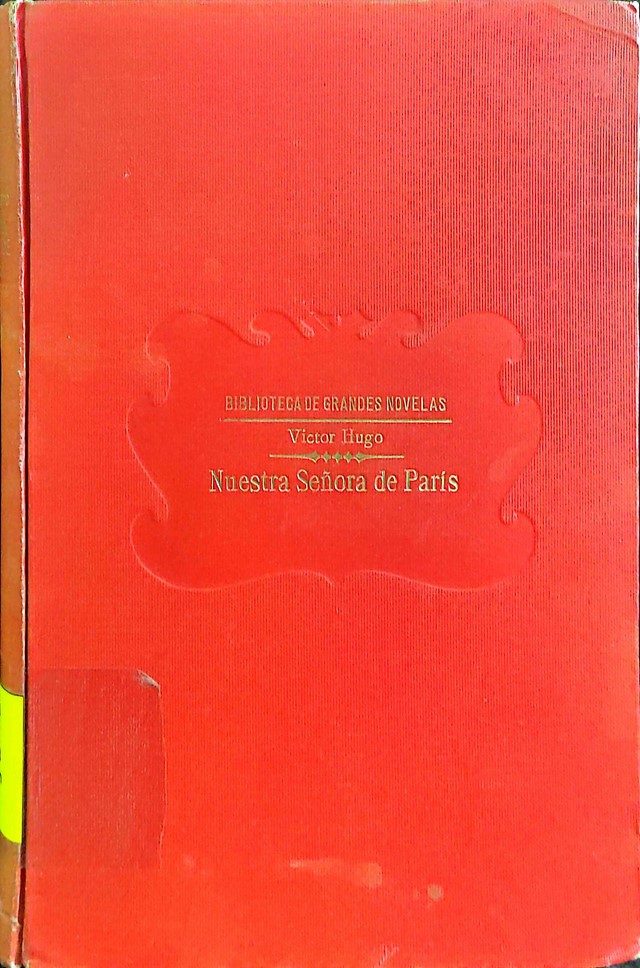 BIBLIOTECA DE GRANDES NOVELAS
Victor Hugo
Nuestra Señora de París